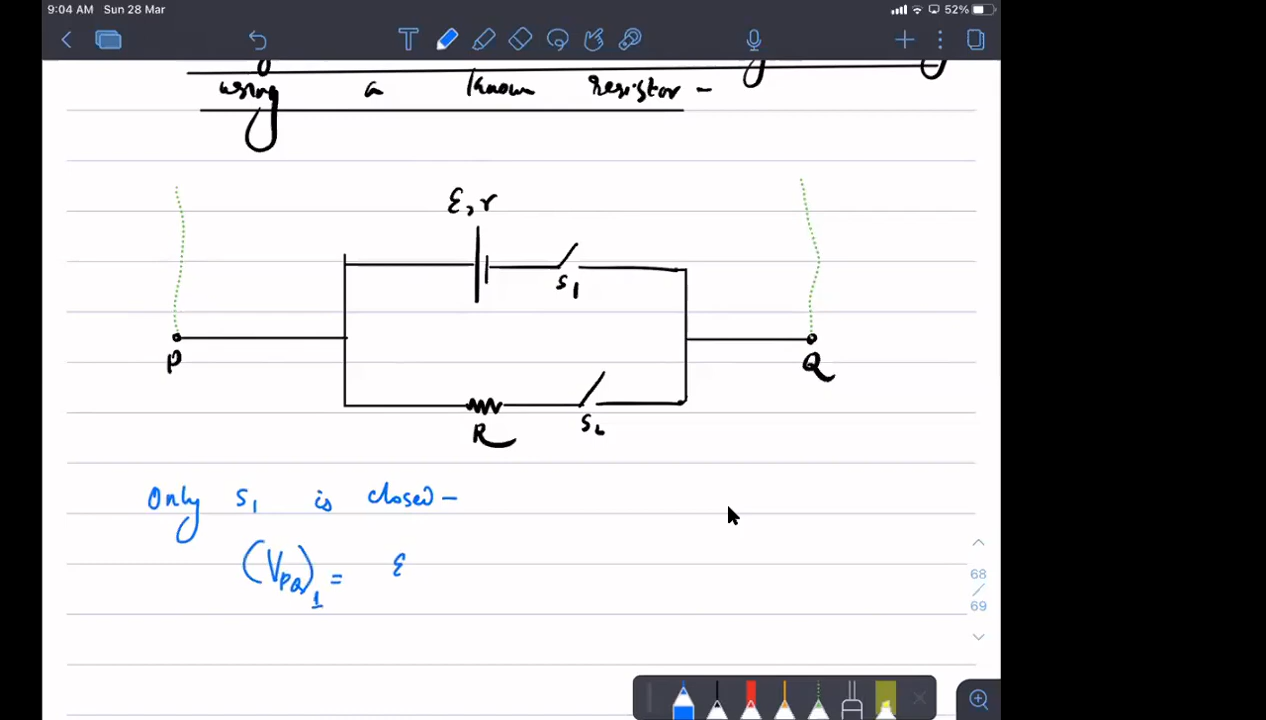 9:04 AM Sun 28 Mar
52%
using a known resistor -
ε, r
S1
P
Q
R
S2
Only S1 is closed -
(VPQ)1 = ε
68
/
69